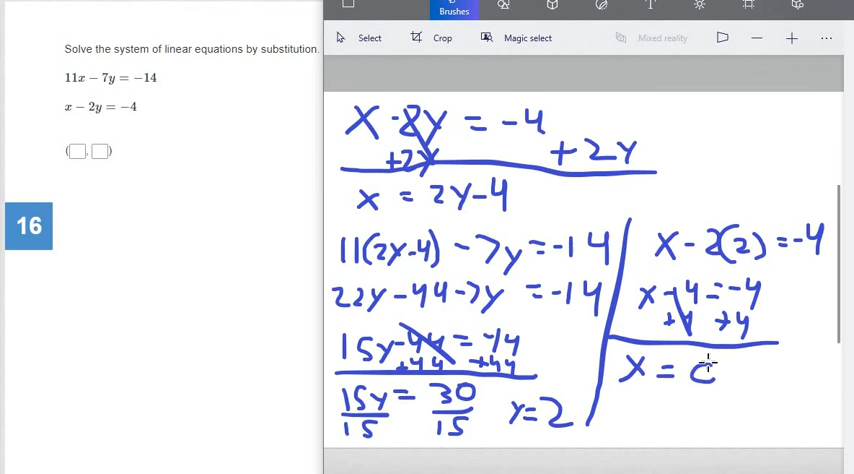 Brushes
Select
Crop
Magic select
Mixed reality
Solve the system of linear equations by substitution.
11x − 7y = −14
x − 2y = −4
( , )
16
x - 2y = -4
+2y +2y
x = 2y-4
11(2y-4) - 7y = -14
22y - 44 - 7y = -14
15y - 44 = -14
+44 +44
15y = 30
15 15
y = 2
x - 2(2) = -4
x - 4 = -4
+4 +4
x =